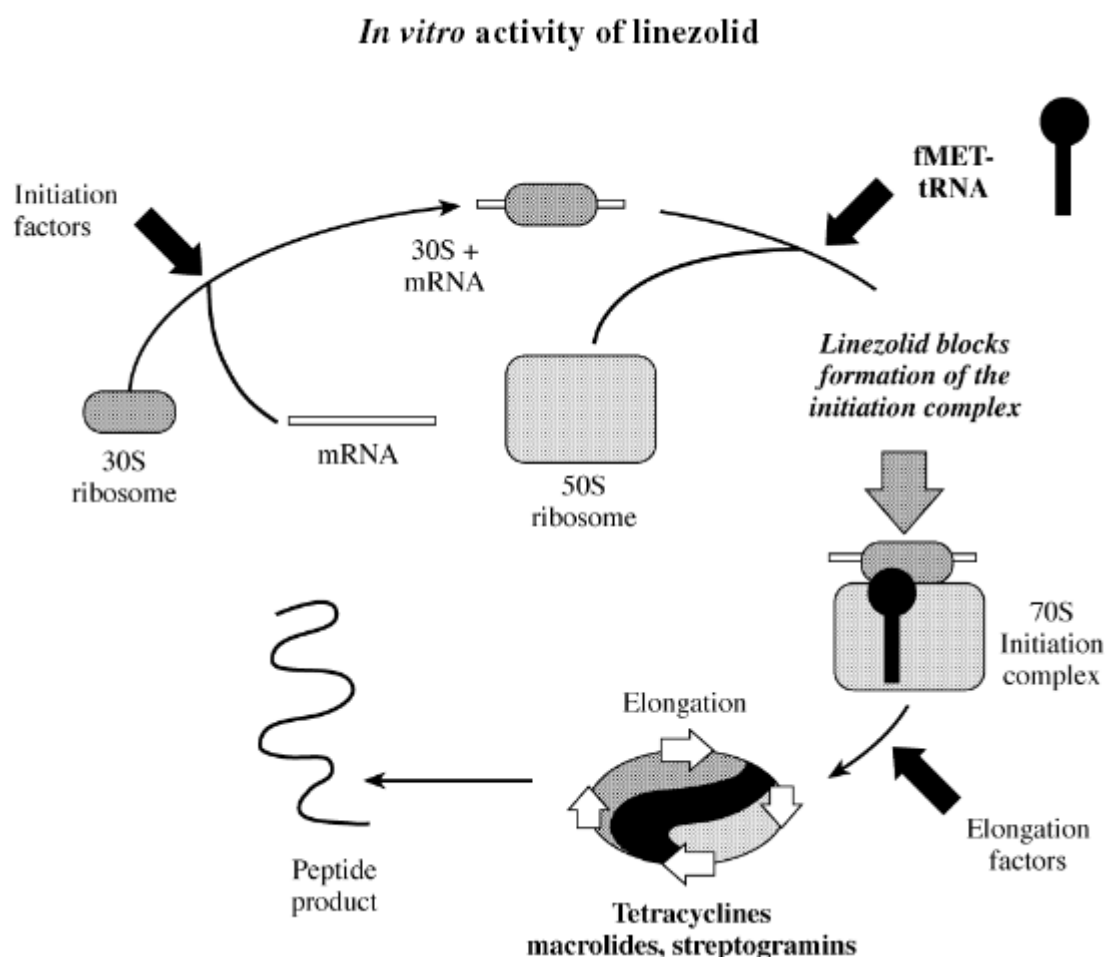 In vitro activity of linezolid
Initiation
factors
fMET-
tRNA
30S +
mRNA
30S
ribosome
mRNA
50S
ribosome
Linezolid blocks
formation of the
initiation complex
70S
Initiation
complex
Elongation
Elongation
factors
Peptide
product
Tetracyclines
macrolides, streptogramins